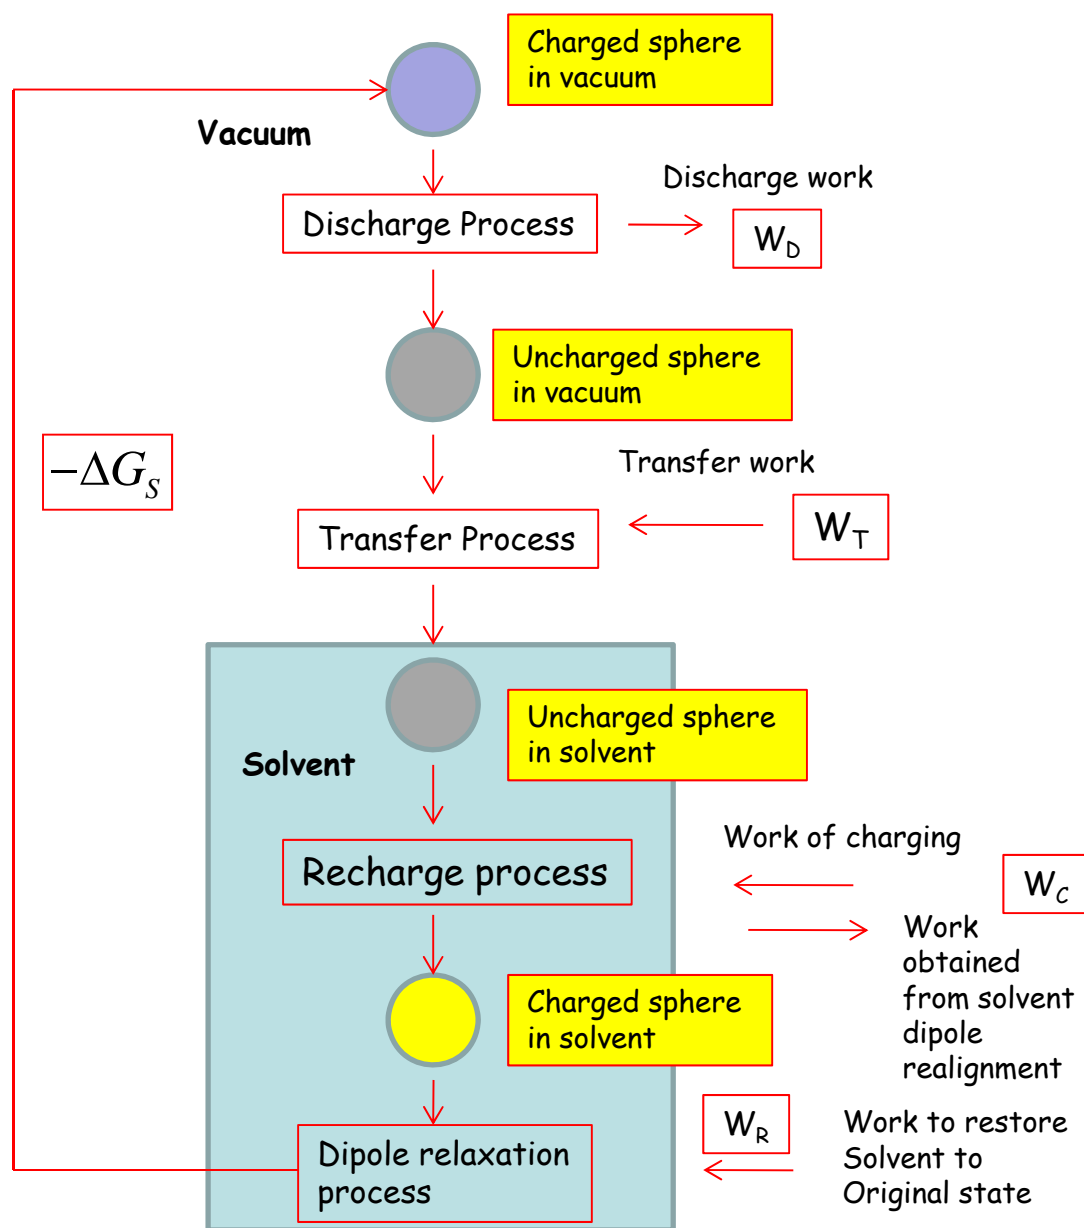 Charged sphere
in vacuum
Vacuum
Discharge work
Discharge Process
W_D
Uncharged sphere
in vacuum
−ΔG_S
Transfer work
W_T
Transfer Process
Uncharged sphere
in solvent
Solvent
Work of charging
Recharge process
W_C
Work
obtained
from solvent
dipole
realignment
Charged sphere
in solvent
W_R
Work to restore
Solvent to
Original state
Dipole relaxation
process